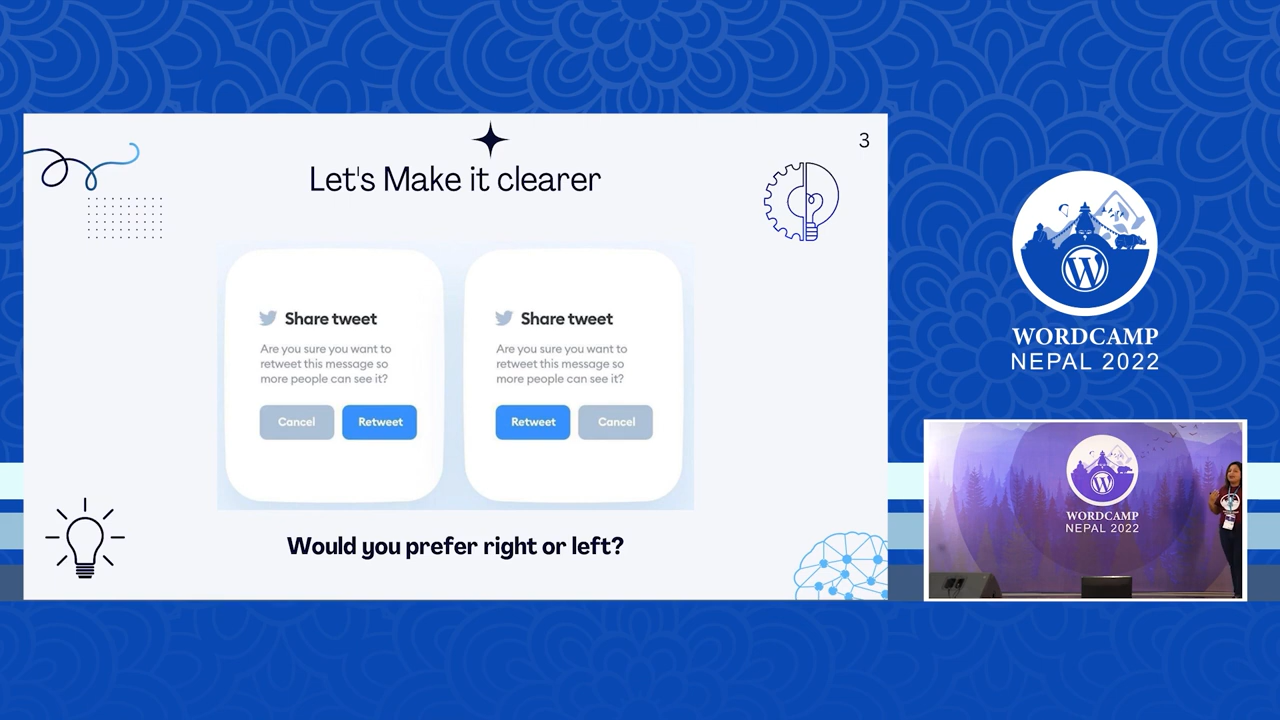 3
Let's Make it clearer
Share tweet
Are you sure you want to
retweet this message so
more people can see it?
Cancel
Retweet
Share tweet
Are you sure you want to
retweet this message so
more people can see it?
Retweet
Cancel
Would you prefer right or left?
WORDCAMP
NEPAL 2022
WORDCAMP
NEPAL 2022